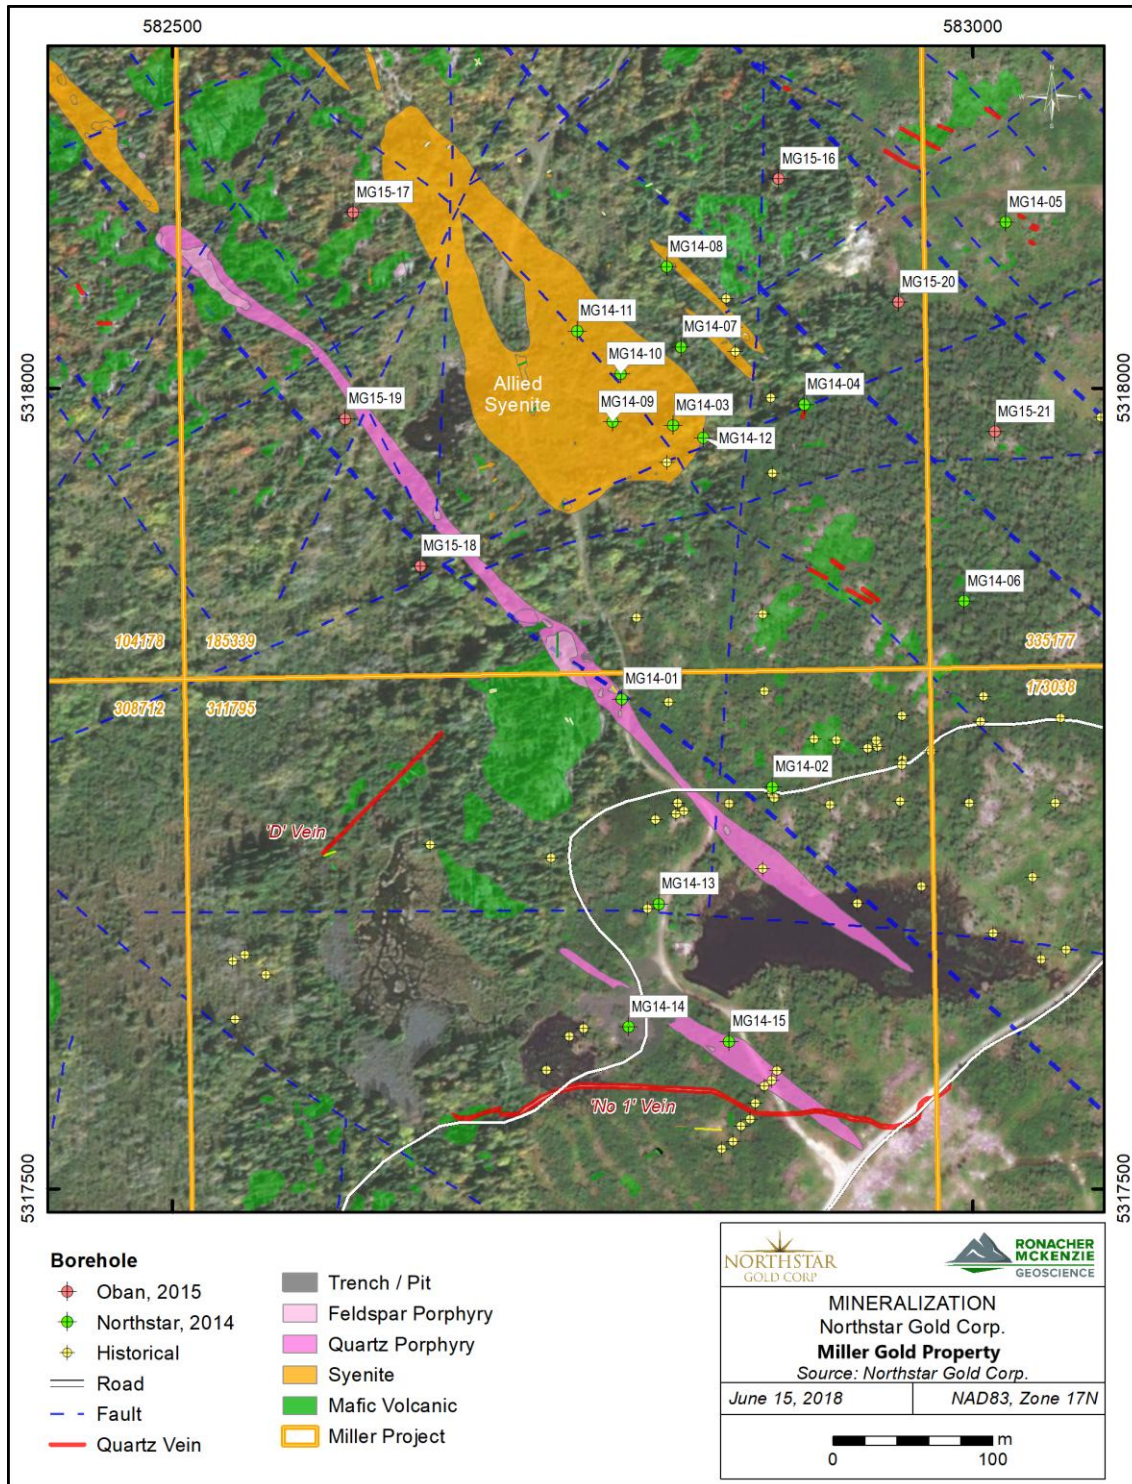 582500
583000
N
W
E
S
MG15-16
MG15-17
MG14-05
MG14-08
MG15-20
MG14-11
MG14-07
MG14-10
5318000
5318000
Allied
Syenite
MG14-04
MG15-19
MG14-09
MG14-03
MG15-21
MG14-12
MG15-18
MG14-06
104178
185339
335177
308712
311795
173038
MG14-01
MG14-02
'D' Vein
MG14-13
MG14-14
MG14-15
'No 1' Vein
5317500
5317500
Borehole
Oban, 2015
Northstar, 2014
Historical
Road
Fault
Quartz Vein
Trench / Pit
Feldspar Porphyry
Quartz Porphyry
Syenite
Mafic Volcanic
Miller Project
NORTHSTAR
GOLD CORP
RONACHER
MCKENZIE
GEOSCIENCE
MINERALIZATION
Northstar Gold Corp.
Miller Gold Property
Source: Northstar Gold Corp.
June 15, 2018
NAD83, Zone 17N
m
0
100